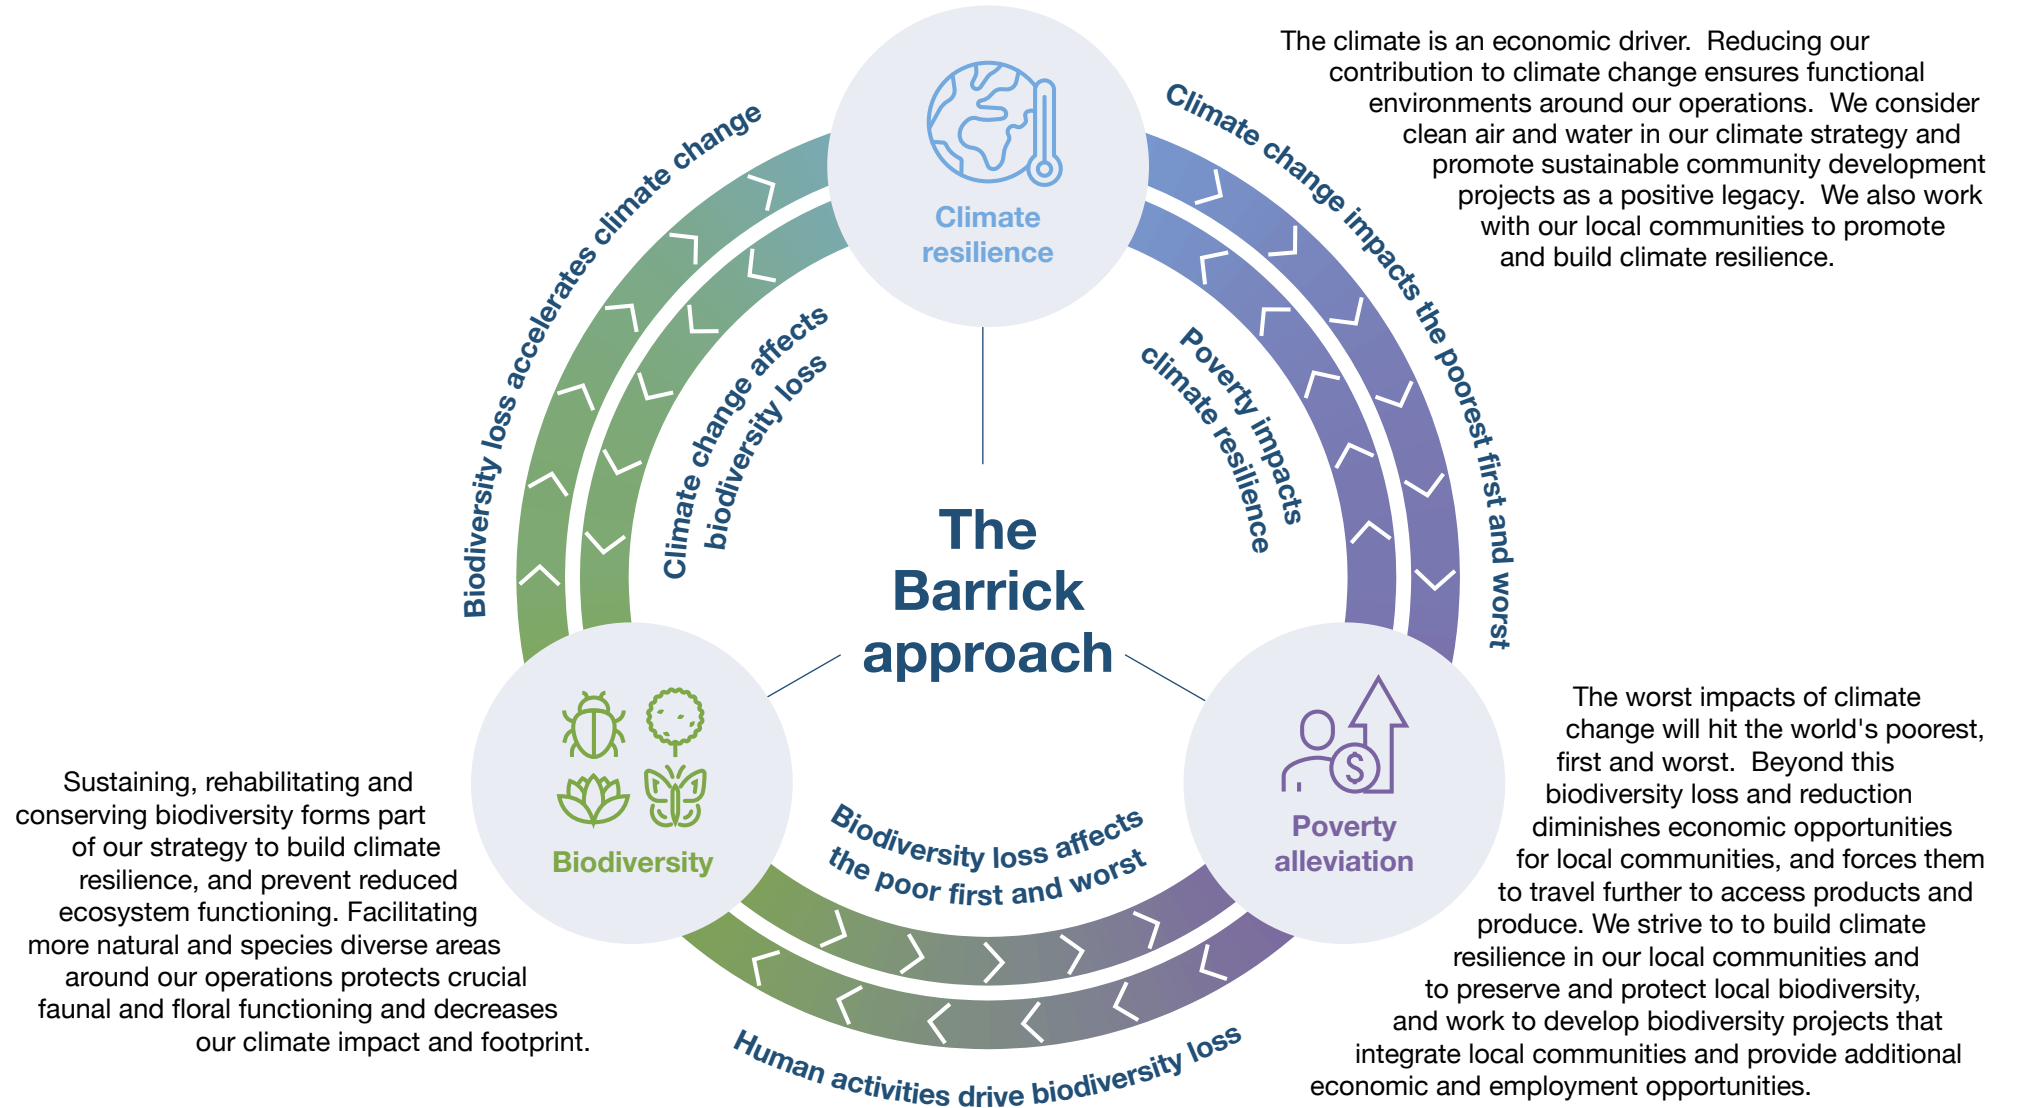 The climate is an economic driver.  Reducing our
contribution to climate change ensures functional
environments around our operations.  We consider
clean air and water in our climate strategy and
promote sustainable community development
projects as a positive legacy.  We also work
with our local communities to promote
and build climate resilience.
Climate
resilience
Biodiversity loss accelerates climate change
Climate change impacts the poorest first and worst
Climate change affects
biodiversity loss
Poverty impacts
climate resilience
The
Barrick
approach
Biodiversity
Poverty
alleviation
Sustaining, rehabilitating and
conserving biodiversity forms part
of our strategy to build climate
resilience, and prevent reduced
ecosystem functioning. Facilitating
more natural and species diverse areas
around our operations protects crucial
faunal and floral functioning and decreases
our climate impact and footprint.
Biodiversity loss affects
the poor first and worst
Human activities drive biodiversity loss
The worst impacts of climate
change will hit the world's poorest,
first and worst.  Beyond this
biodiversity loss and reduction
diminishes economic opportunities
for local communities, and forces them
to travel further to access products and
produce. We strive to to build climate
resilience in our local communities and
to preserve and protect local biodiversity,
and work to develop biodiversity projects that
integrate local communities and provide additional
economic and employment opportunities.
$